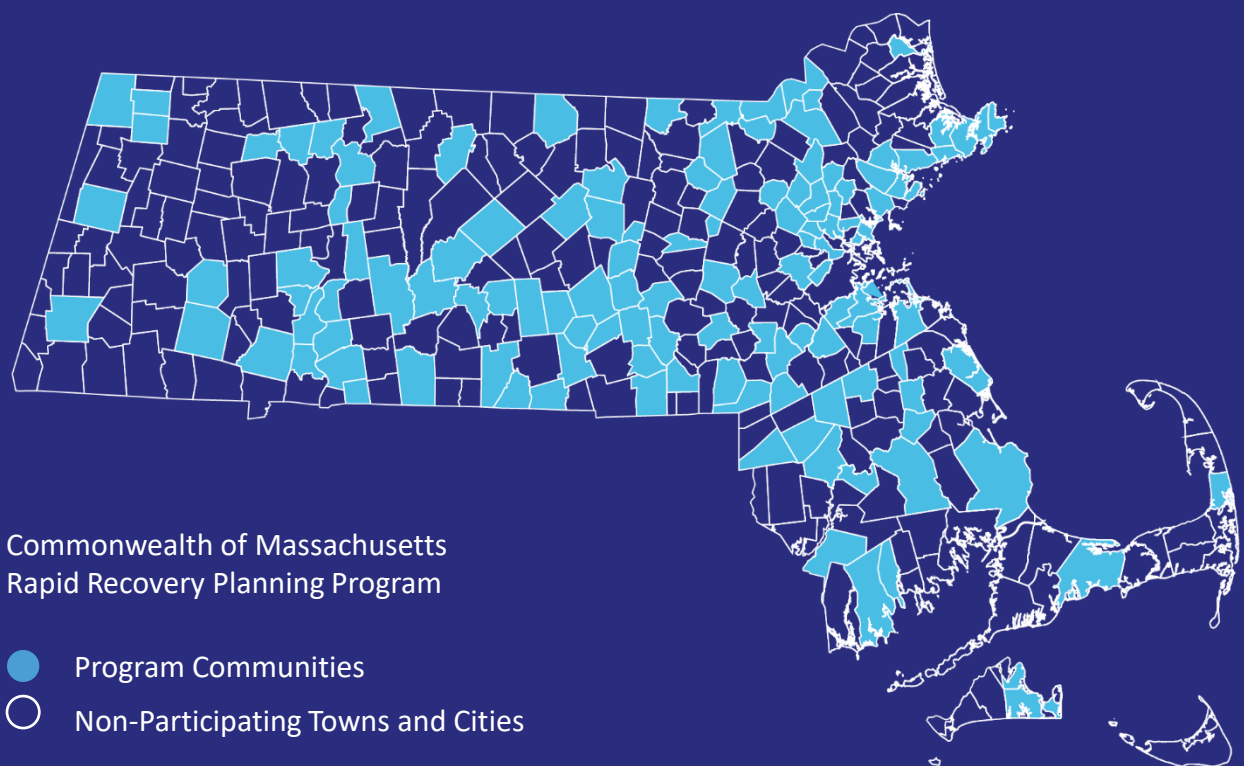 Commonwealth of Massachusetts
Rapid Recovery Planning Program
Program Communities
Non-Participating Towns and Cities